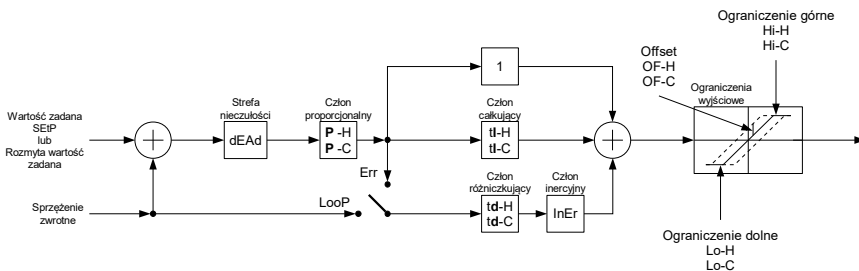 Ograniczenie górne
Hi-H
Hi-C
Offset
OF-H
OF-C
Ograniczenia
wyjściowe
1
Wartość zadana
SEtP
lub
Rozmyta wartość
zadana
Strefa
nieczułości
dEAd
Człon
proporcjonalny
P -H
P -C
Człon
całkujący
tI-H
tI-C
Err
LooP
Człon
różniczkujący
td-H
td-C
Człon
inercyjny
InEr
Sprzężenie
zwrotne
Ograniczenie dolne
Lo-H
Lo-C